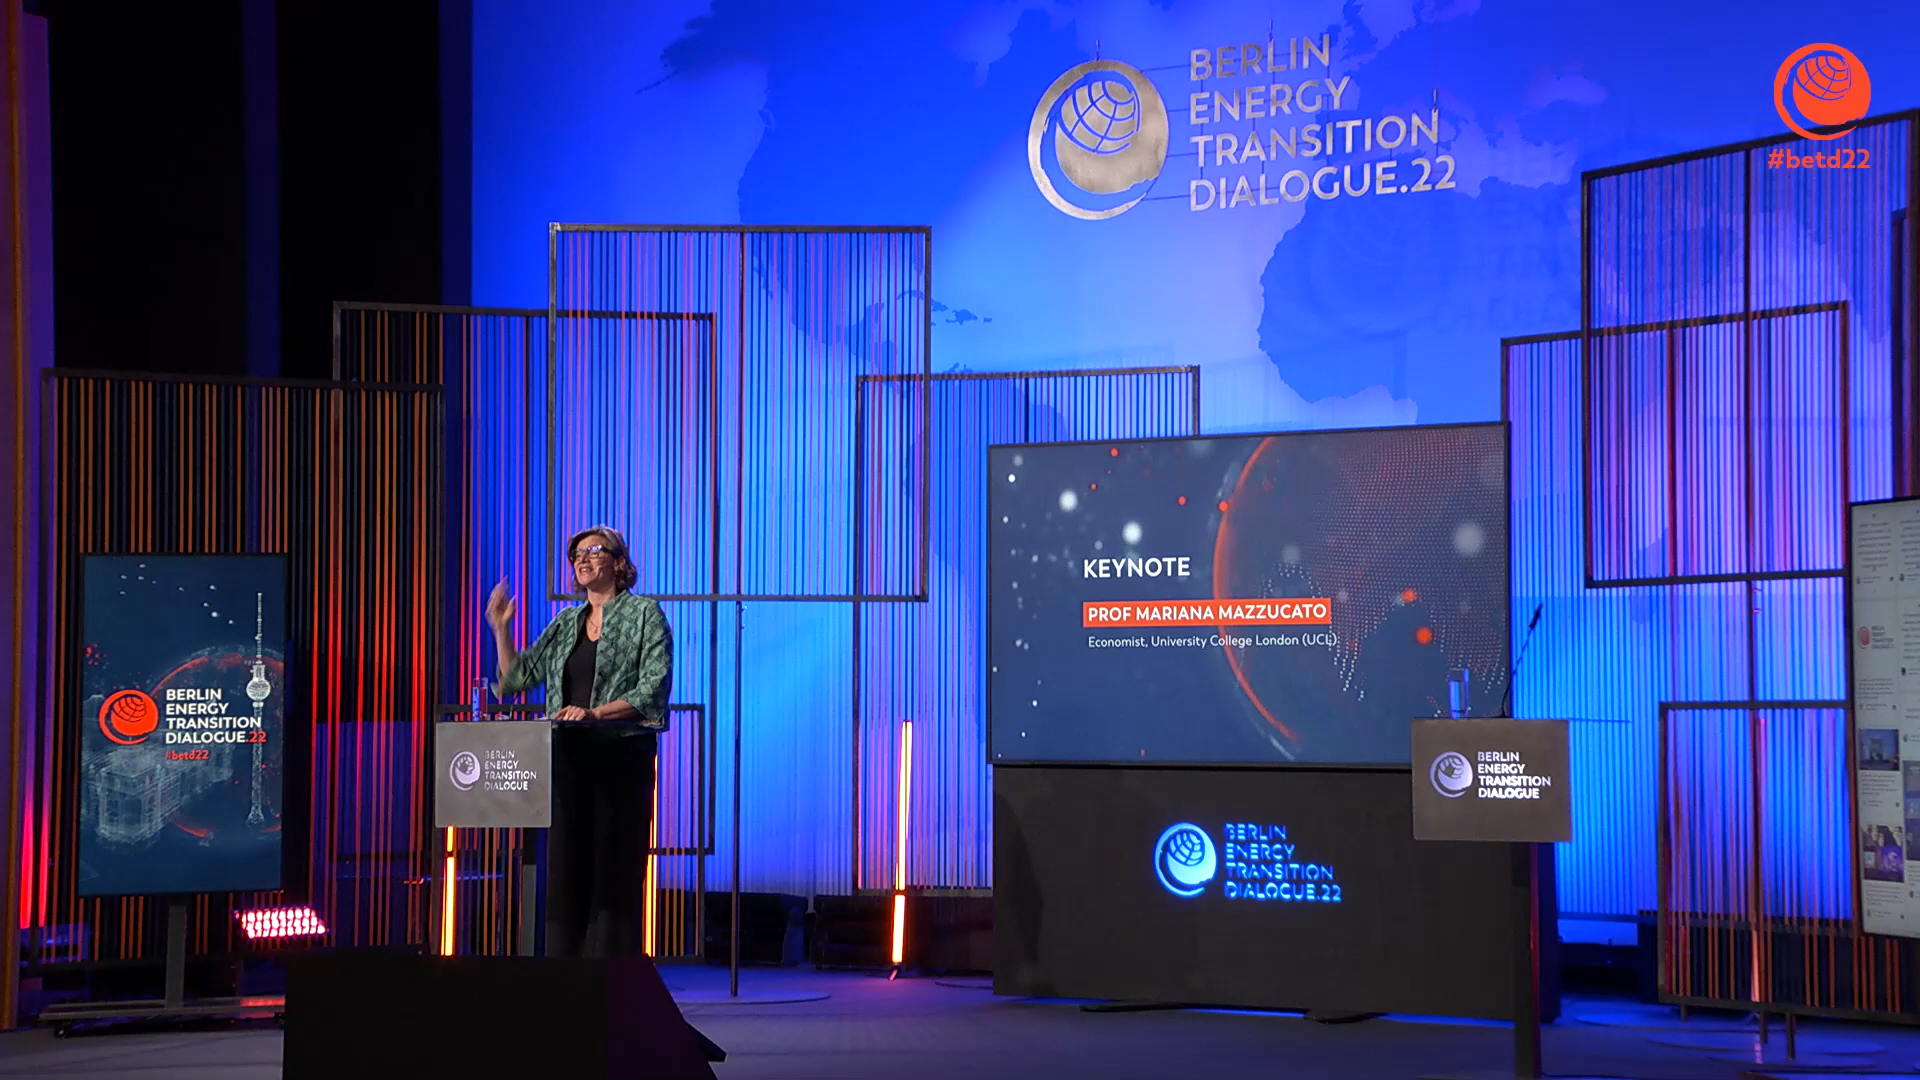 BERLIN
ENERGY
TRANSITION
DIALOGUE.22
#betd22
KEYNOTE
PROF MARIANA MAZZUCATO
Economist, University College London (UCL)
BERLIN
ENERGY
TRANSITION
DIALOGUE.22
#betd22
BERLIN
ENERGY
TRANSITION
DIALOGUE
BERLIN
ENERGY
TRANSITION
DIALOGUE
BERLIN
ENERGY
TRANSITION
DIALOGUE.22